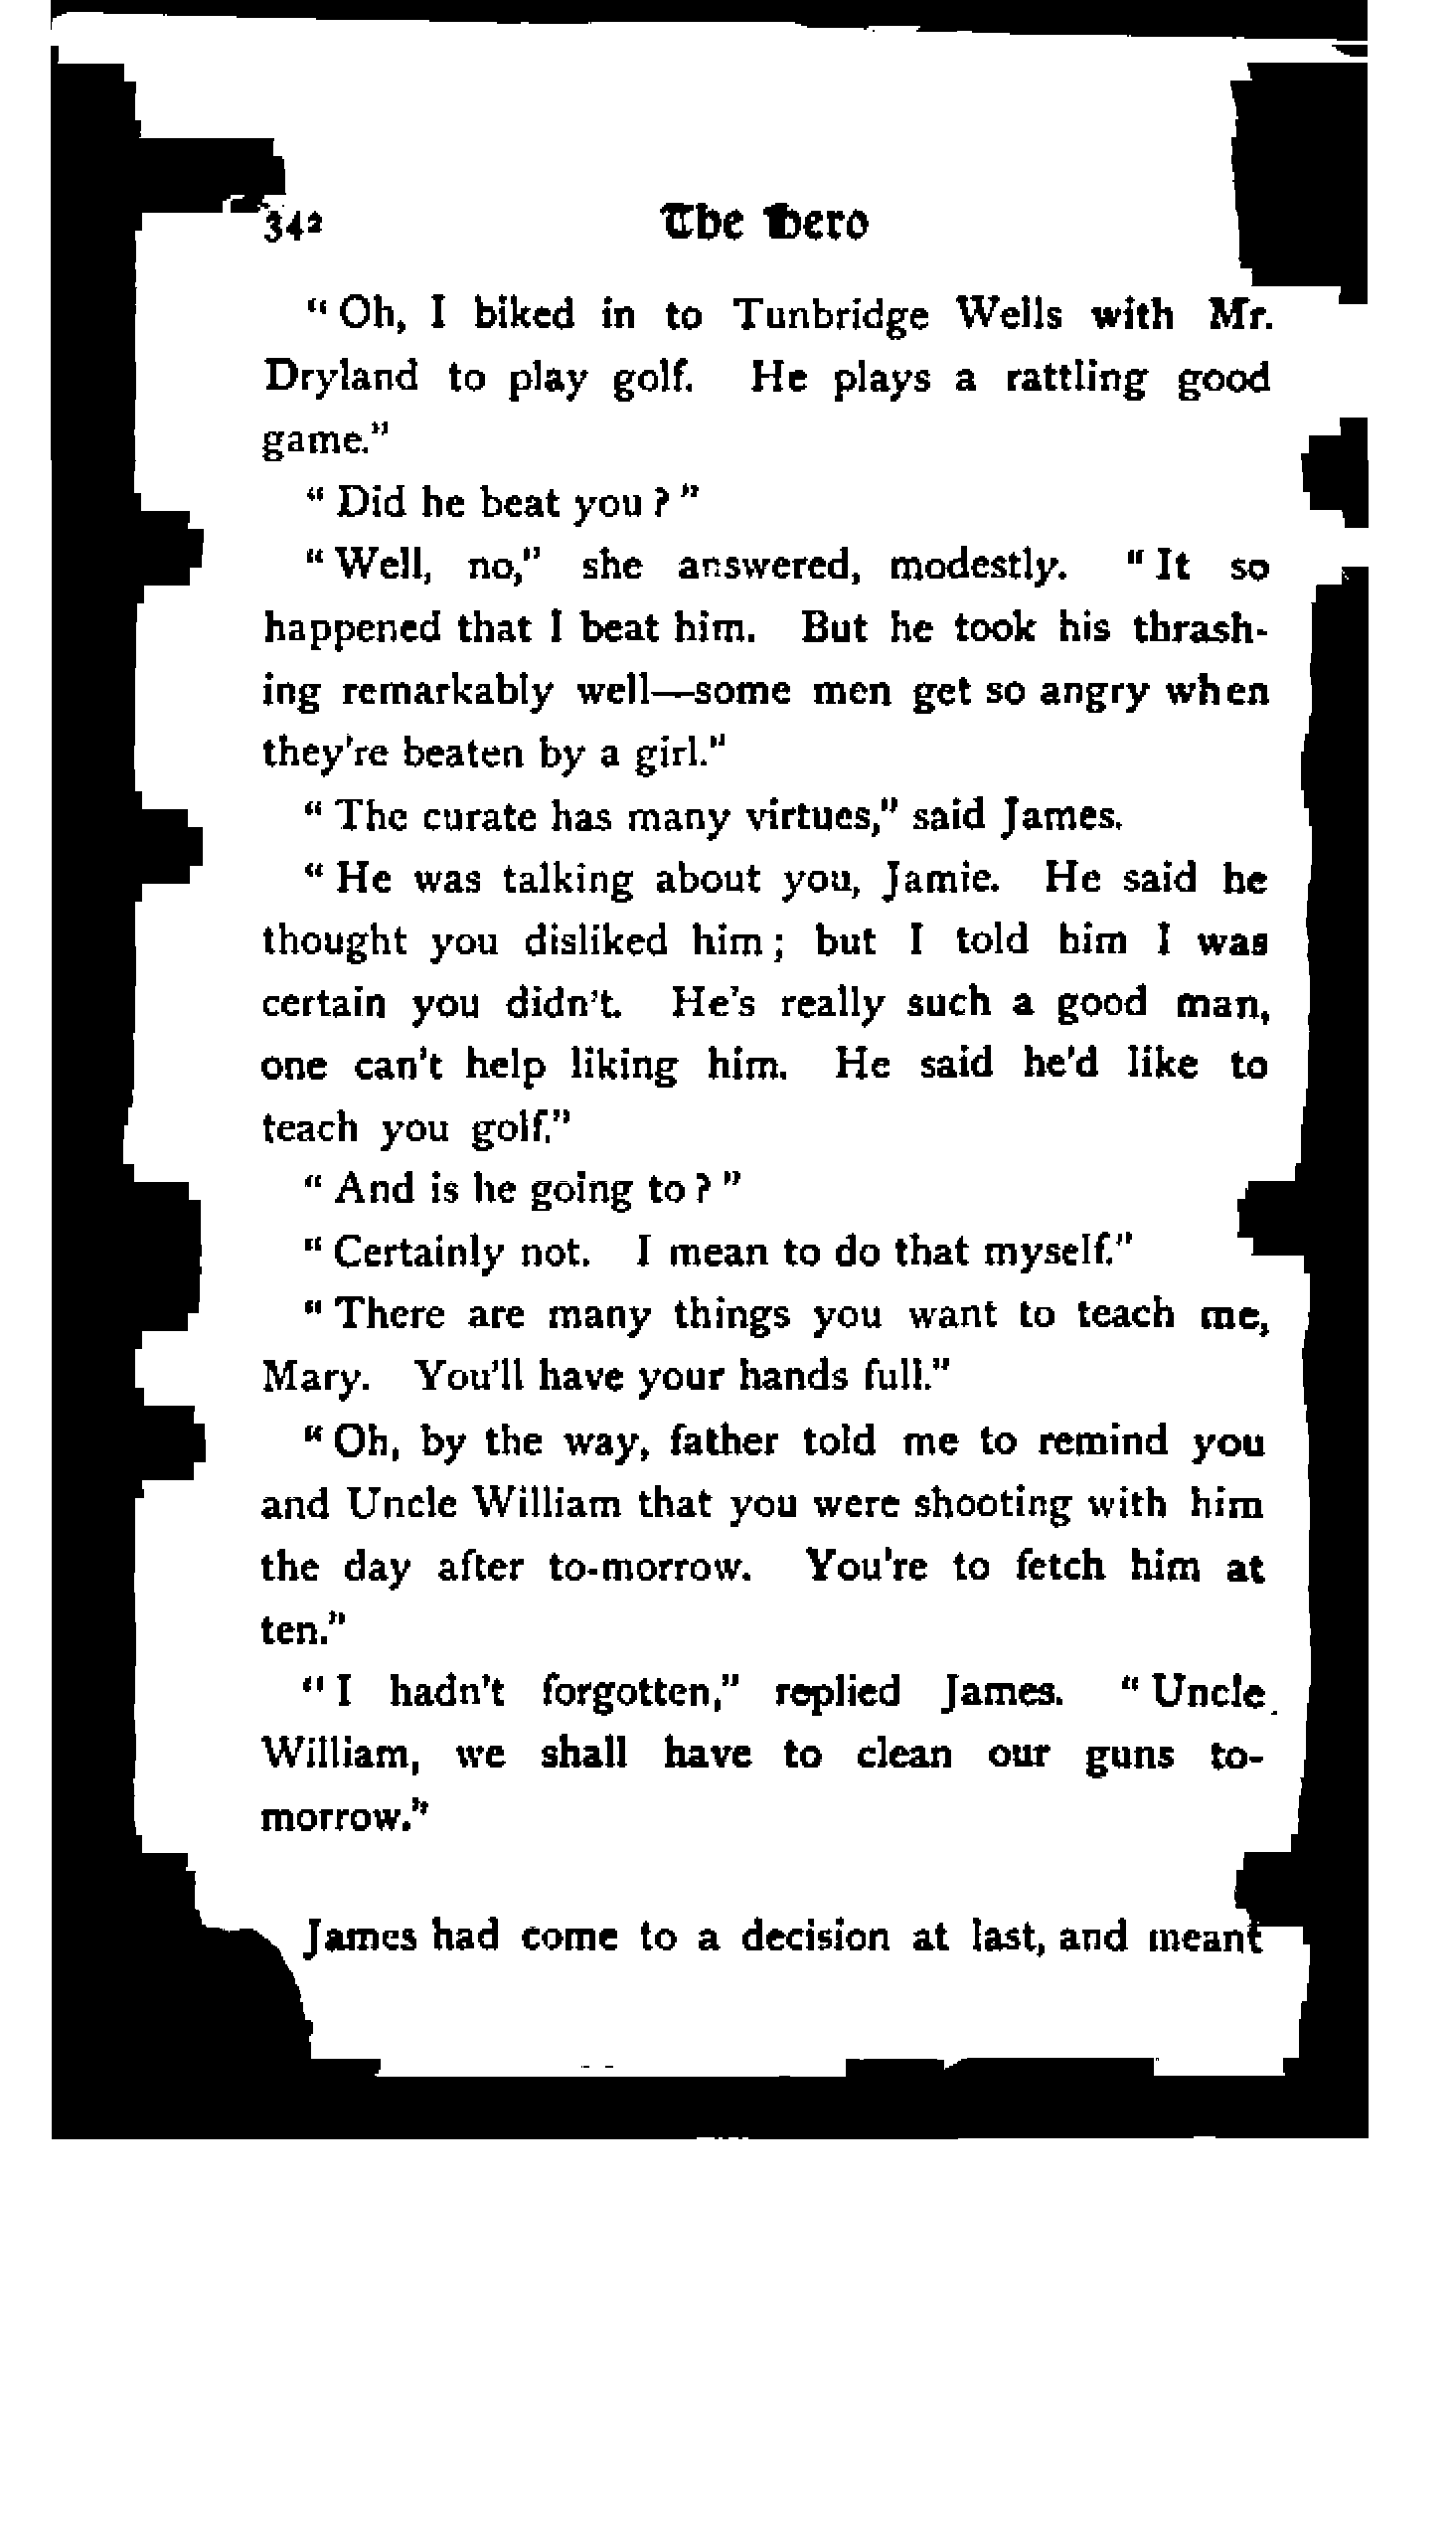 342 The Hero
“ Oh, I biked in to Tunbridge Wells with Mr.
Dryland to play golf. He plays a rattling good
game.”
“ Did he beat you ? ”
“ Well, no,” she answered, modestly. “ It so
happened that I beat him. But he took his thrash-
ing remarkably well—some men get so angry when
they're beaten by a girl.”
“ The curate has many virtues,” said James.
“ He was talking about you, Jamie. He said he
thought you disliked him ; but I told him I was
certain you didn't. He's really such a good man,
one can't help liking him. He said he'd like to
teach you golf.”
“ And is he going to ? ”
“ Certainly not. I mean to do that myself.”
“ There are many things you want to teach me,
Mary. You'll have your hands full.”
“ Oh, by the way, father told me to remind you
and Uncle William that you were shooting with him
the day after to-morrow. You're to fetch him at
ten.”
“ I hadn't forgotten,” replied James. “ Uncle
William, we shall have to clean our guns to-
morrow.”
James had come to a decision at last, and meant